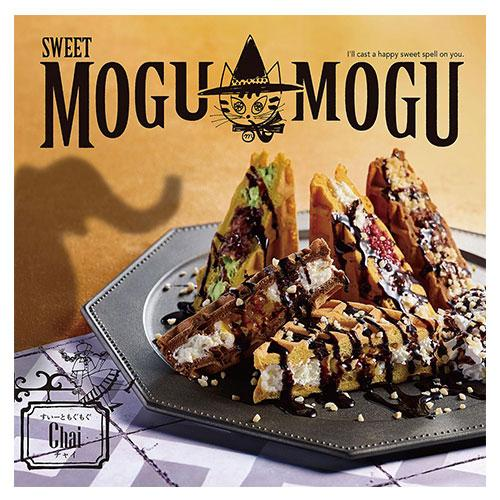 SWEET
I'll cast a happy sweet spell on you.
MOGU MOGU
m
すいーともぐもぐ
Chai
チャイ